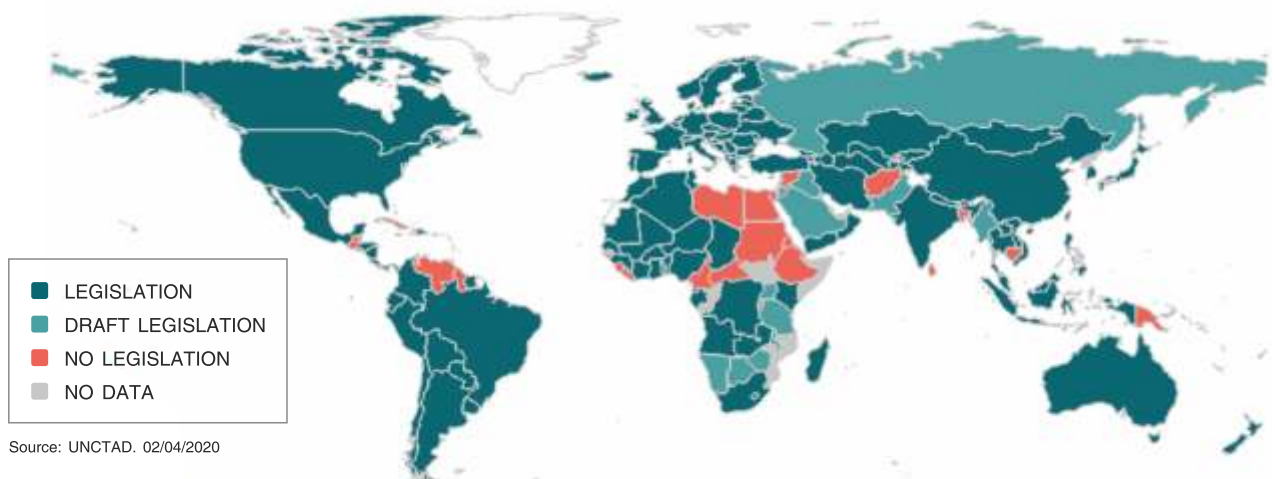 LEGISLATION
DRAFT LEGISLATION
NO LEGISLATION
NO DATA
Source: UNCTAD. 02/04/2020